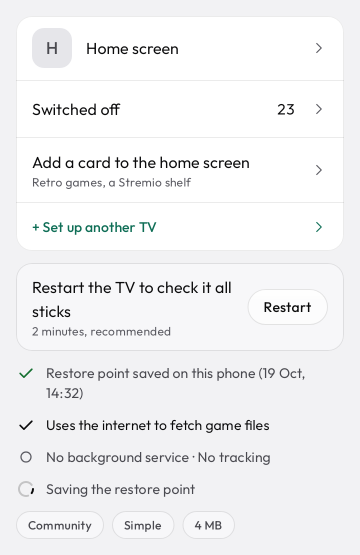 H Home screen
Switched off 23
Add a card to the home screen
Retro games, a Stremio shelf
+ Set up another TV
Restart the TV to check it all
sticks
2 minutes, recommended
Restart
Restore point saved on this phone (19 Oct,
14:32)
Uses the internet to fetch game files
No background service · No tracking
Saving the restore point
Community Simple 4 MB